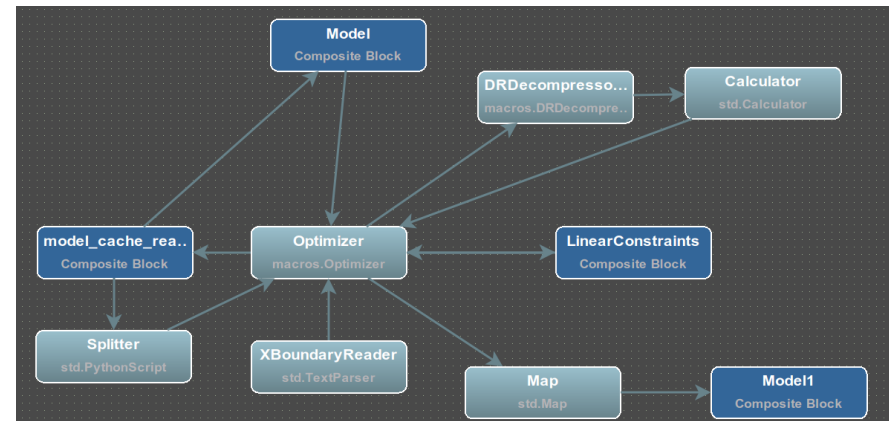 Model
Composite Block
DRDecompresso...
macros.DRDecompre..
Calculator
std.Calculator
model_cache_rea..
Composite Block
Optimizer
macros.Optimizer
LinearConstraints
Composite Block
Splitter
std.PythonScript
XBoundaryReader
std.TextParser
Map
std.Map
Model1
Composite Block